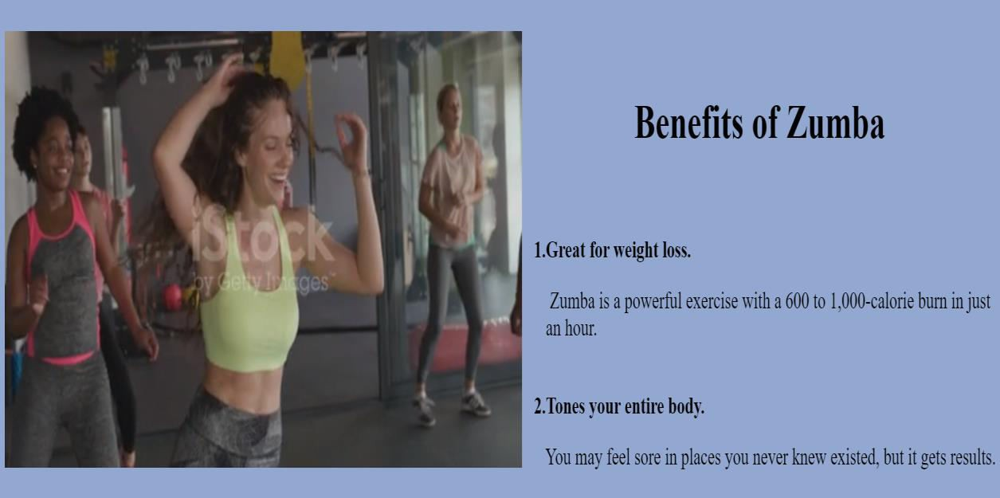 Benefits of Zumba
1.Great for weight loss.
Zumba is a powerful exercise with a 600 to 1,000-calorie burn in just
an hour.
2.Tones your entire body.
You may feel sore in places you never knew existed, but it gets results.
iStock
by Getty Images™